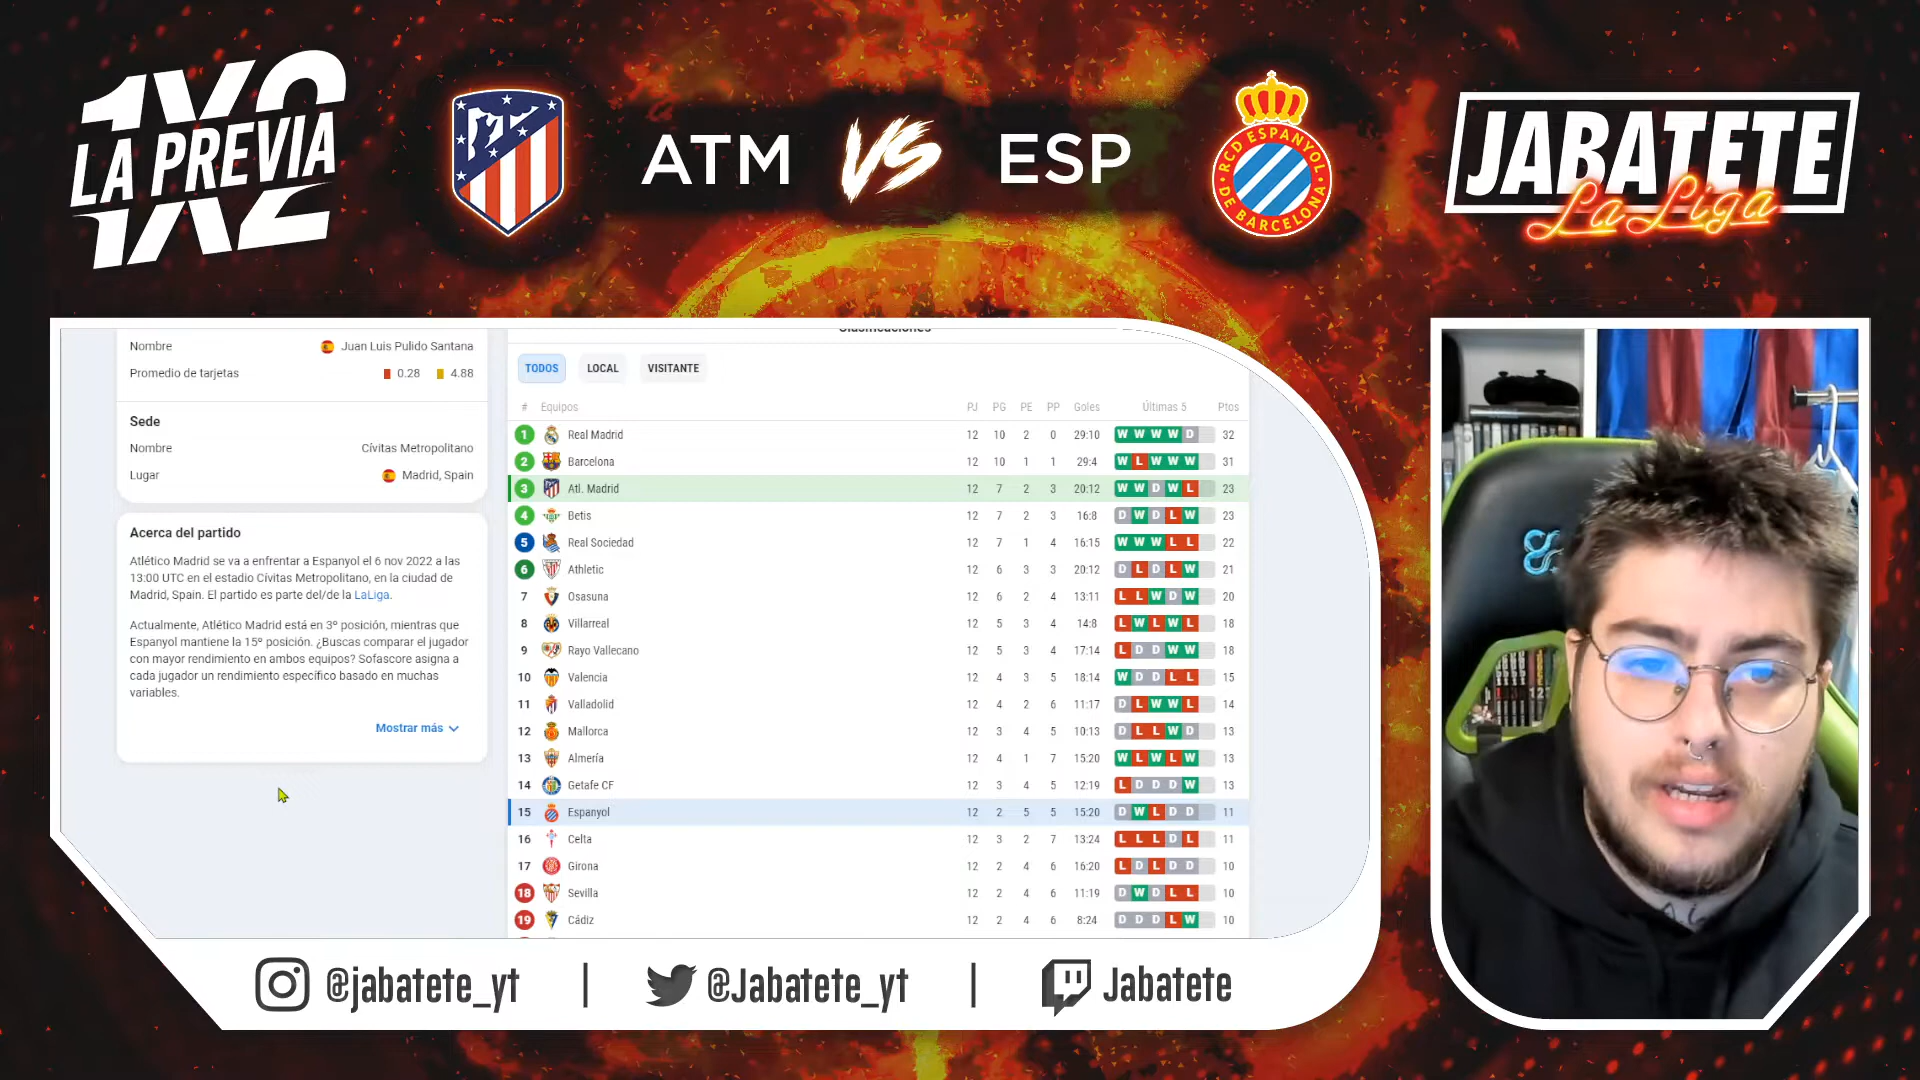 1X2
LA PREVIA
ATM VS ESP
RCD ESPANYOL
DE BARCELONA
JABATETE
La Liga
Nombre Juan Luis Pulido Santana
Promedio de tarjetas 0.28 4.88
Sede
Nombre Cívitas Metropolitano
Lugar Madrid, Spain
Acerca del partido
Atlético Madrid se va a enfrentar a Espanyol el 6 nov 2022 a las
13:00 UTC en el estadio Cívitas Metropolitano, en la ciudad de
Madrid, Spain. El partido es parte del/de la LaLiga.
Actualmente, Atlético Madrid está en 3º posición, mientras que
Espanyol mantiene la 15º posición. ¿Buscas comparar el jugador
con mayor rendimiento en ambos equipos? Sofascore asigna a
cada jugador un rendimiento específico basado en muchas
variables.
Mostrar más
Clasificaciones
TODOS LOCAL VISITANTE
# Equipos PJ PG PE PP Goles Últimas 5 Ptos
1 Real Madrid 12 10 2 0 29:10 W W W W D 32
2 Barcelona 12 10 1 1 29:4 W L W W W 31
3 Atl. Madrid 12 7 2 3 20:12 W W D W L 23
4 Betis 12 7 2 3 16:8 D W D L W 23
5 Real Sociedad 12 7 1 4 16:15 W W W L L 22
6 Athletic 12 6 3 3 20:12 D L D L W 21
7 Osasuna 12 6 2 4 13:11 L L W D W 20
8 Villarreal 12 5 3 4 14:8 L W L W L 18
9 Rayo Vallecano 12 5 3 4 17:14 L D D W W 18
10 Valencia 12 4 3 5 18:14 W D D L L 15
11 Valladolid 12 4 2 6 11:17 D L W W L 14
12 Mallorca 12 3 4 5 10:13 D L L W D 13
13 Almería 12 4 1 7 15:20 W L W L W 13
14 Getafe CF 12 3 4 5 12:19 L D D D W 13
15 Espanyol 12 2 5 5 15:20 D W L D D 11
16 Celta 12 3 2 7 13:24 L L L D L 11
17 Girona 12 2 4 6 16:20 L D L D D 10
18 Sevilla 12 2 4 6 11:19 D W D L L 10
19 Cádiz 12 2 4 6 8:24 D D D L W 10
@jabatete_yt | @Jabatete_yt | Jabatete